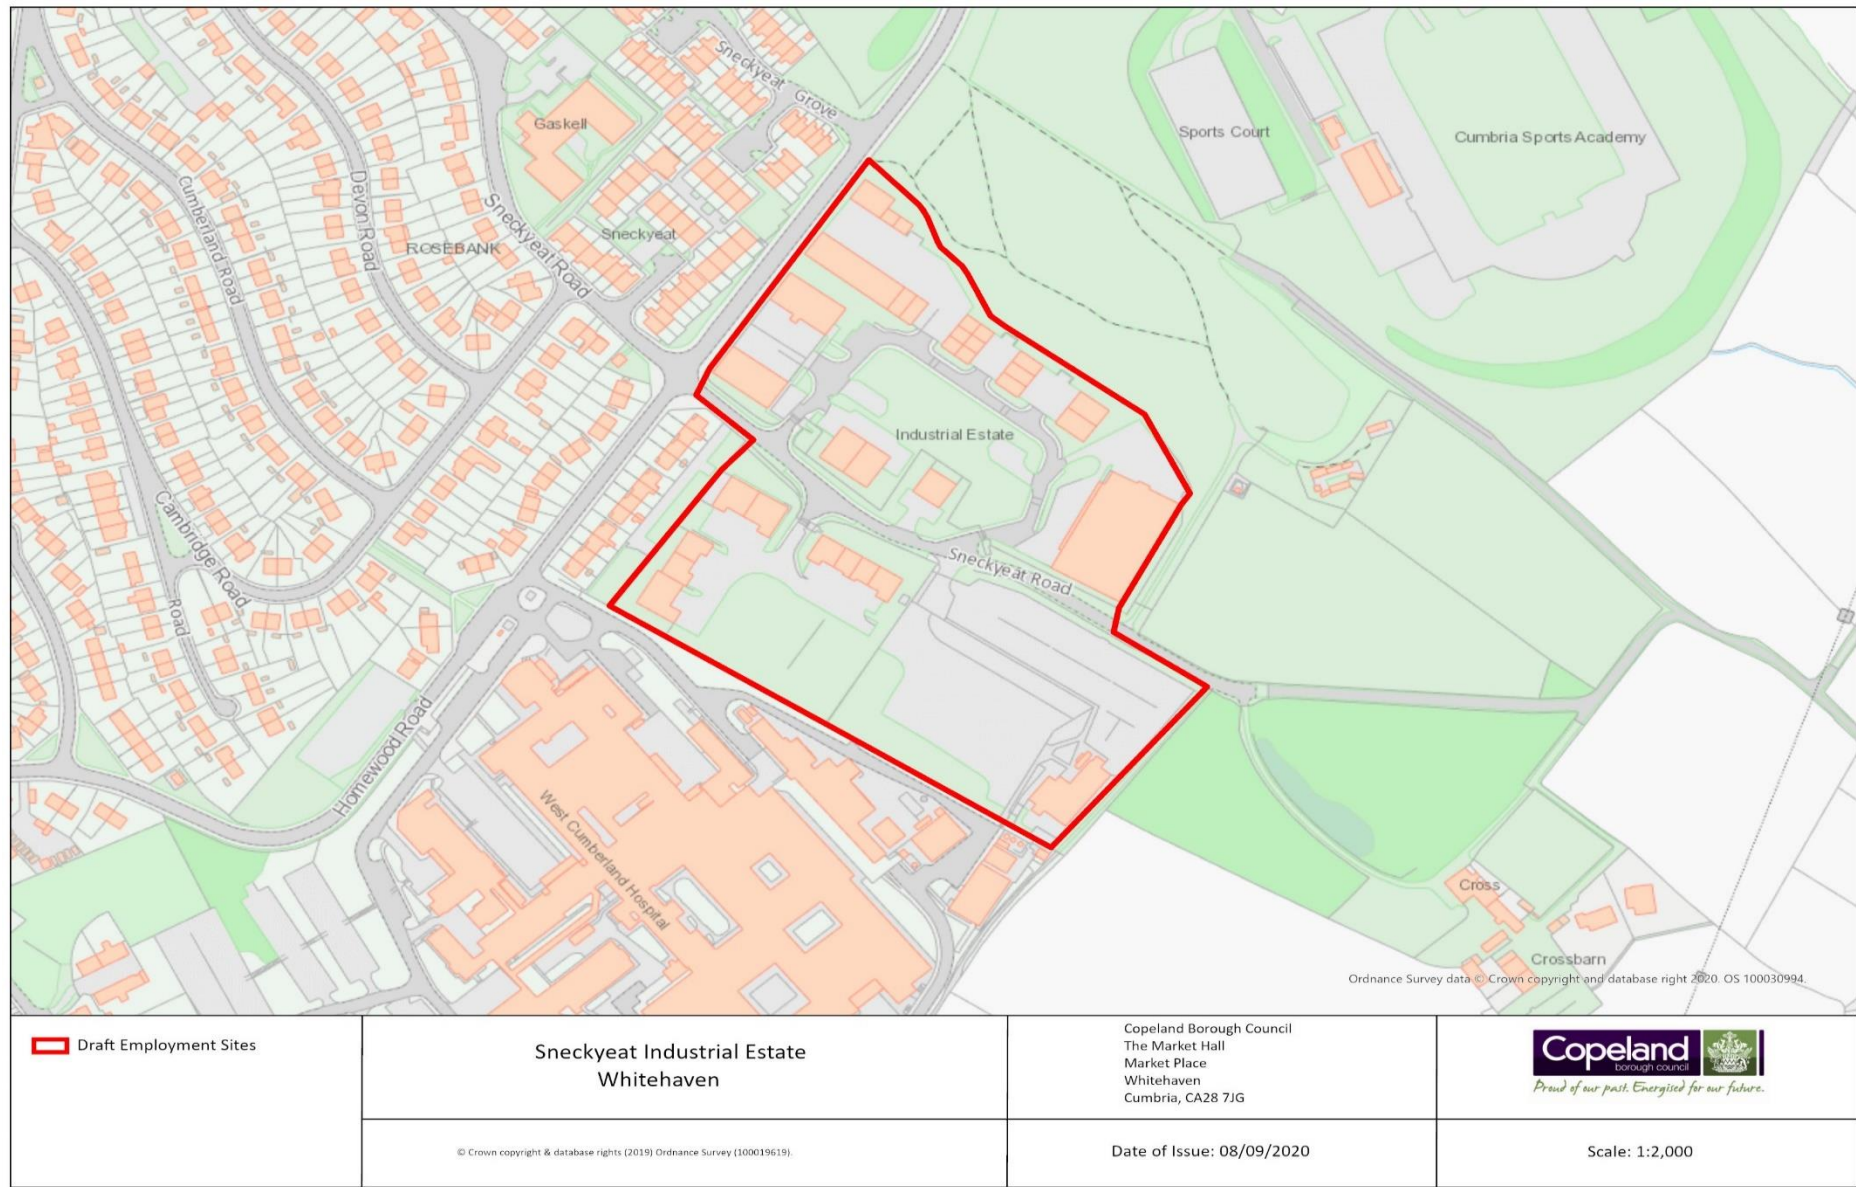 Sneckyeat Grove
Gaskell
Sports Court
Cumbria Sports Academy
Devon Road
Cumberland Road
Sneckyeat Road
Sneckyeat
ROSEBANK
Industrial Estate
Cambridge Road
Road
Sneckyeat Road
Homewood Road
West Cumberland Hospital
Cross
Crossbarn
Ordnance Survey data © Crown copyright and database right 2020. OS 100030994.
Draft Employment Sites
Sneckyeat Industrial Estate
Whitehaven
© Crown copyright & database rights (2019) Ordnance Survey (100019619).
Copeland Borough Council
The Market Hall
Market Place
Whitehaven
Cumbria, CA28 7JG
Date of Issue: 08/09/2020
Copeland
borough council
Proud of our past. Energised for our future.
Scale: 1:2,000